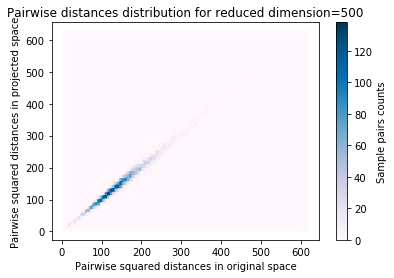 Pairwise distances distribution for reduced dimension=500
Pairwise squared distances in projected space
600
500
400
300
200
100
0
0 100 200 300 400 500 600
Pairwise squared distances in original space
120
100
80
60
40
20
0
Sample pairs counts